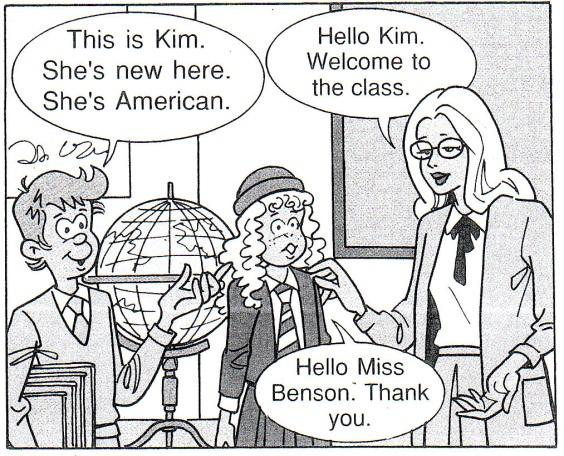 This is Kim.
She's new here.
She's American.
Hello Kim.
Welcome to
the class.
Hello Miss
Benson. Thank
you.